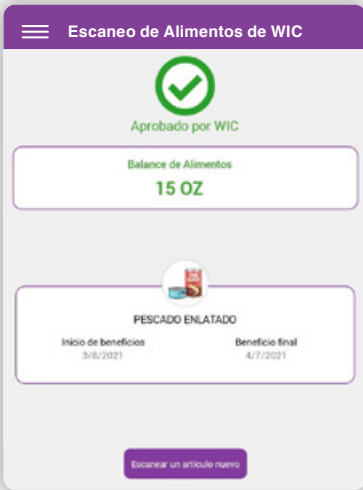 Escaneo de Alimentos de WIC
Aprobado por WIC
Balance de Alimentos
15 OZ
PESCADO ENLATADO
Inicio de beneficios
Beneficio final
3/8/2021
4/7/2021
Escanear un artículo nuevo